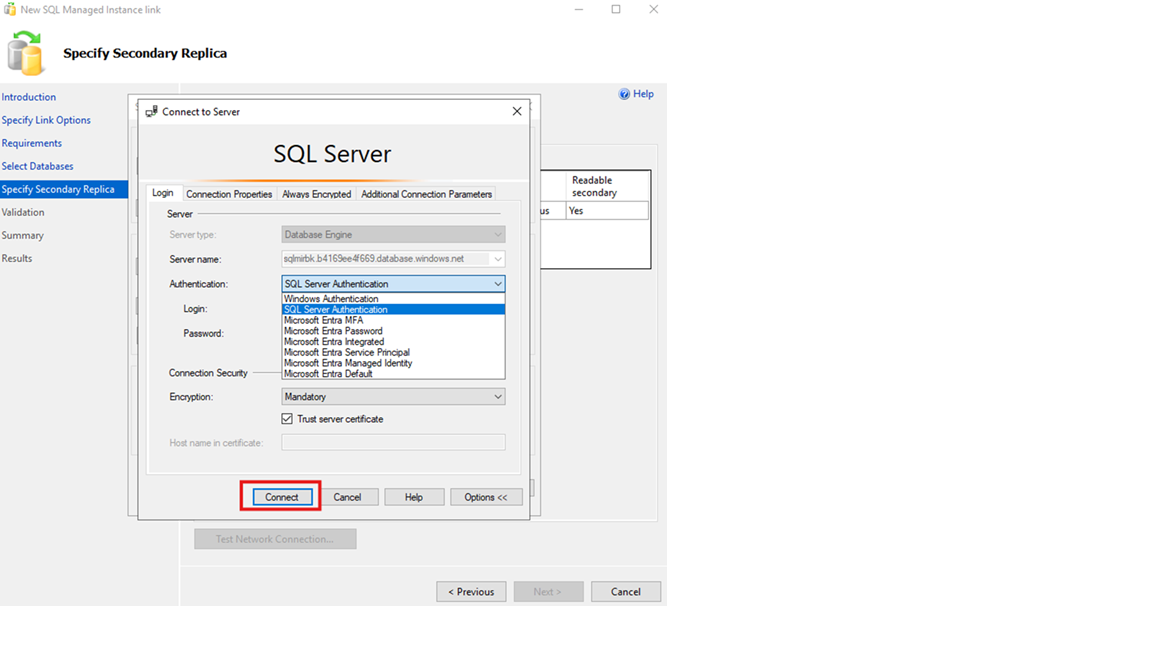 New SQL Managed Instance link
Specify Secondary Replica
Help
Introduction
Specify Link Options
Requirements
Select Databases
Specify Secondary Replica
Validation
Summary
Results
Connect to Server
SQL Server
Login Connection Properties Always Encrypted Additional Connection Parameters
Server
Server type: Database Engine
Server name: sqlmirbk.b4169ee4f669.database.windows.net
Authentication: SQL Server Authentication
Windows Authentication
SQL Server Authentication
Microsoft Entra MFA
Microsoft Entra Password
Microsoft Entra Integrated
Microsoft Entra Service Principal
Microsoft Entra Managed Identity
Microsoft Entra Default
Login:
Password:
Connection Security
Encryption: Mandatory
Trust server certificate
Host name in certificate:
Connect Cancel Help Options <<
Readable
secondary
us Yes
Test Network Connection...
< Previous Next > Cancel